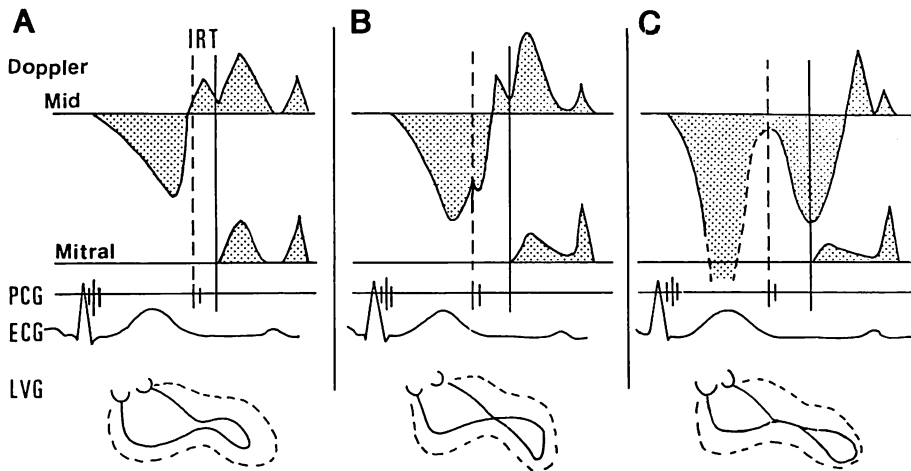 A
B
C
IRT
Doppler
Mid
Mitral
PCG
ECG
LVG